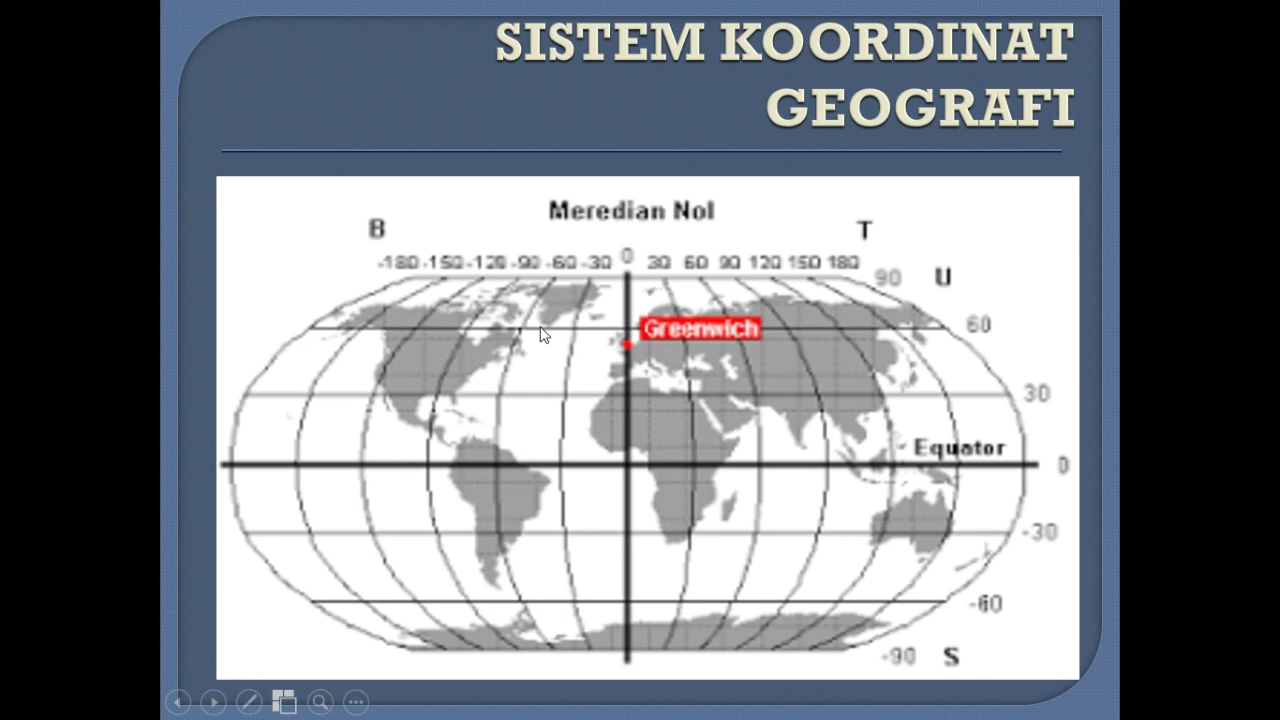 SISTEM KOORDINAT
GEOGRAFI
Meredian Nol
B
T
-180 -150 -120 -90 -60 -30 0 30 60 90 120 150 180
90 U
60
Greenwich
30
Equator
0
-30
-60
-90 S